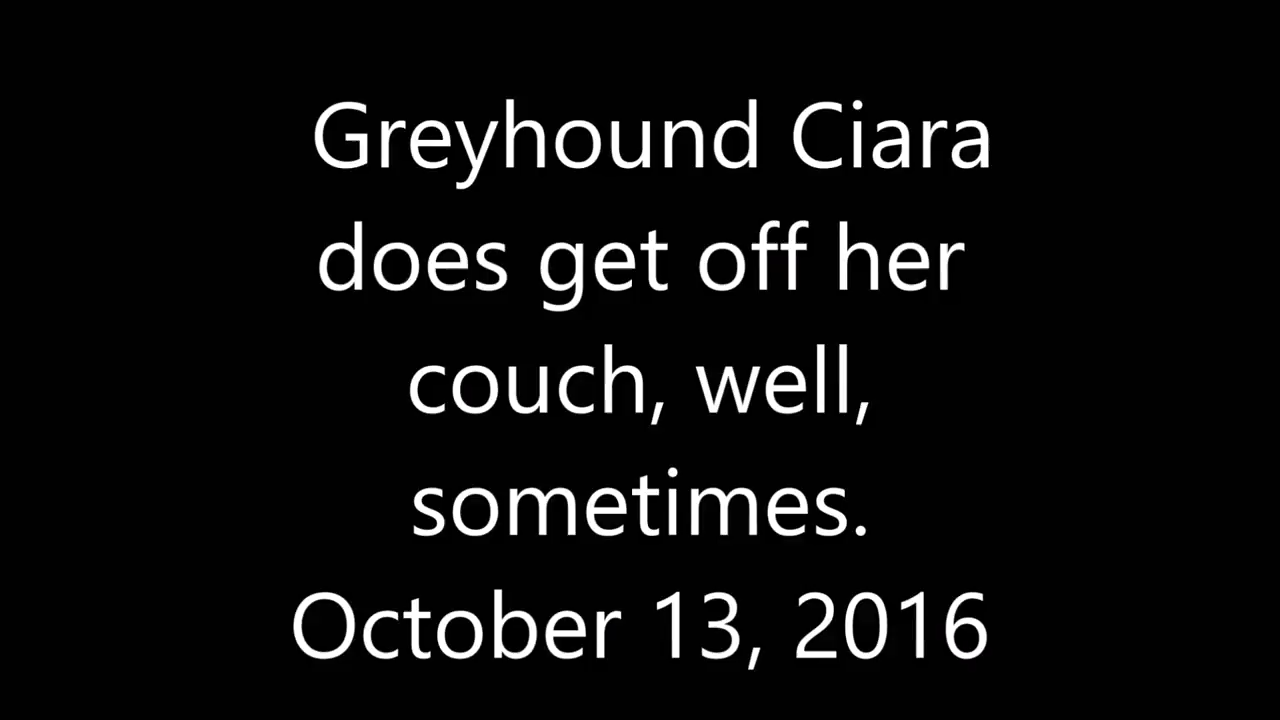 Greyhound Ciara
does get off her
couch, well,
sometimes.
October 13, 2016